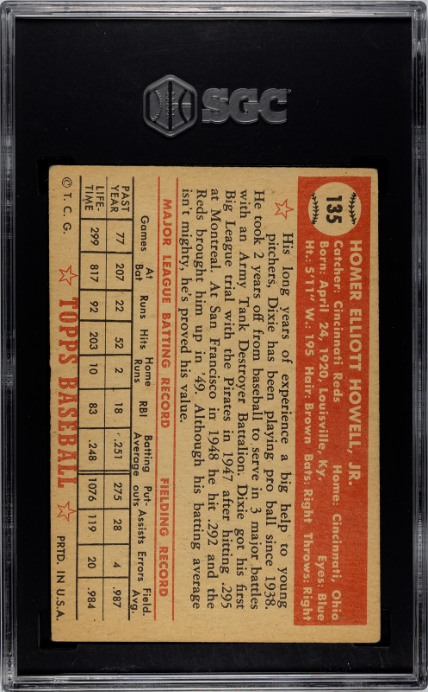 SGC
135
HOMER ELLIOTT HOWELL, JR.
Catcher: Cincinnati Reds Home: Cincinnati, Ohio
Born: April 24, 1920, Louisville, Ky. Eyes: Blue
Ht.: 5'11" W.: 195 Hair: Brown Bats: Right Throws: Right
His long years of experience a big help to young
pitchers, Dixie has been playing pro ball since 1938.
He took 2 years off from baseball to serve in 3 major battles
with an Army Tank Destroyer Battalion. Dixie got his first
Big League trial with the Pirates in 1947 after hitting .295
at Montreal. At San Francisco in 1948 he hit .292 and the
Reds brought him up in '49. Although his batting average
isn't mighty, he's proved his value.
MAJOR LEAGUE BATTING RECORD FIELDING RECORD
Games At Bat Runs Hits Home Runs RBI Batting Average Put-outs Assists Errors Field. Avg.
PAST YEAR 77 207 22 52 2 18 .251 275 28 4 .987
LIFE-TIME 299 817 92 203 10 83 .248 1076 119 20 .984
© T. C. G. TOPPS BASEBALL PRTD. IN U.S.A.